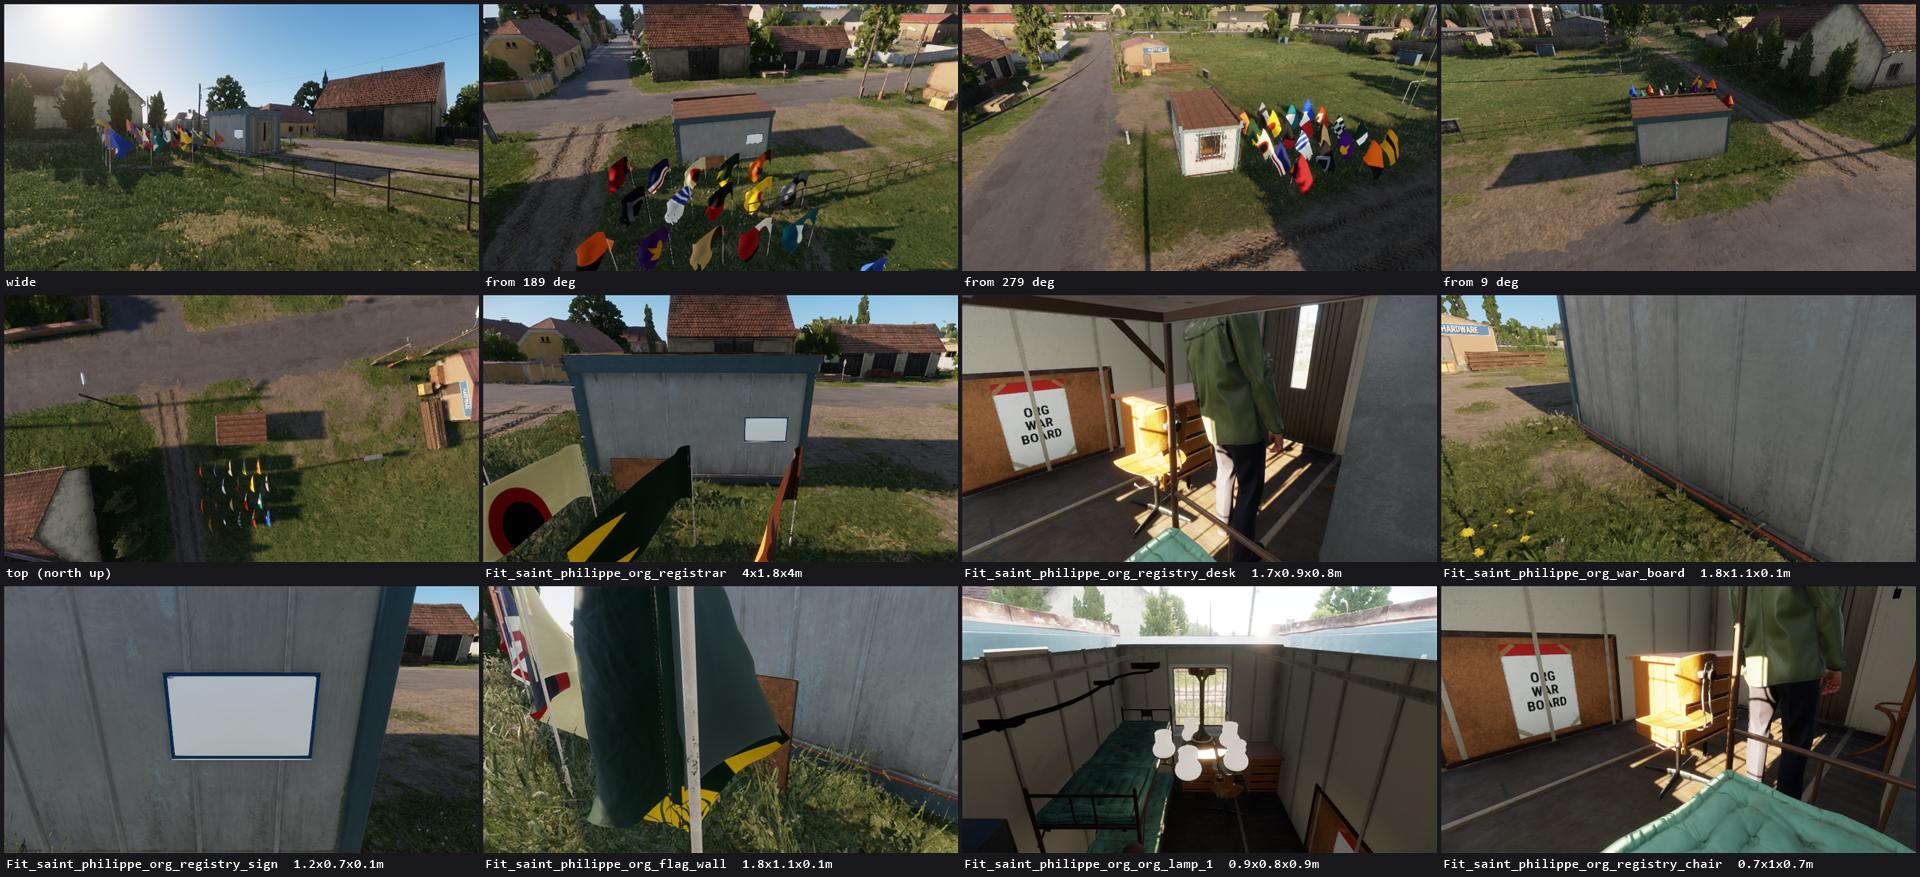 wide
from 189 deg
from 279 deg
from 9 deg
top (north up)
Fit_saint_philippe_org_registrar 4x1.8x4m
ORG
WAR
BOARD
Fit_saint_philippe_org_registry_desk 1.7x0.9x0.8m
HARDWARE
Fit_saint_philippe_org_war_board 1.8x1.1x0.1m
Fit_saint_philippe_org_registry_sign 1.2x0.7x0.1m
Fit_saint_philippe_org_flag_wall 1.8x1.1x0.1m
Fit_saint_philippe_org_org_lamp_1 0.9x0.8x0.9m
ORG
WAR
BOARD
Fit_saint_philippe_org_registry_chair 0.7x1x0.7m